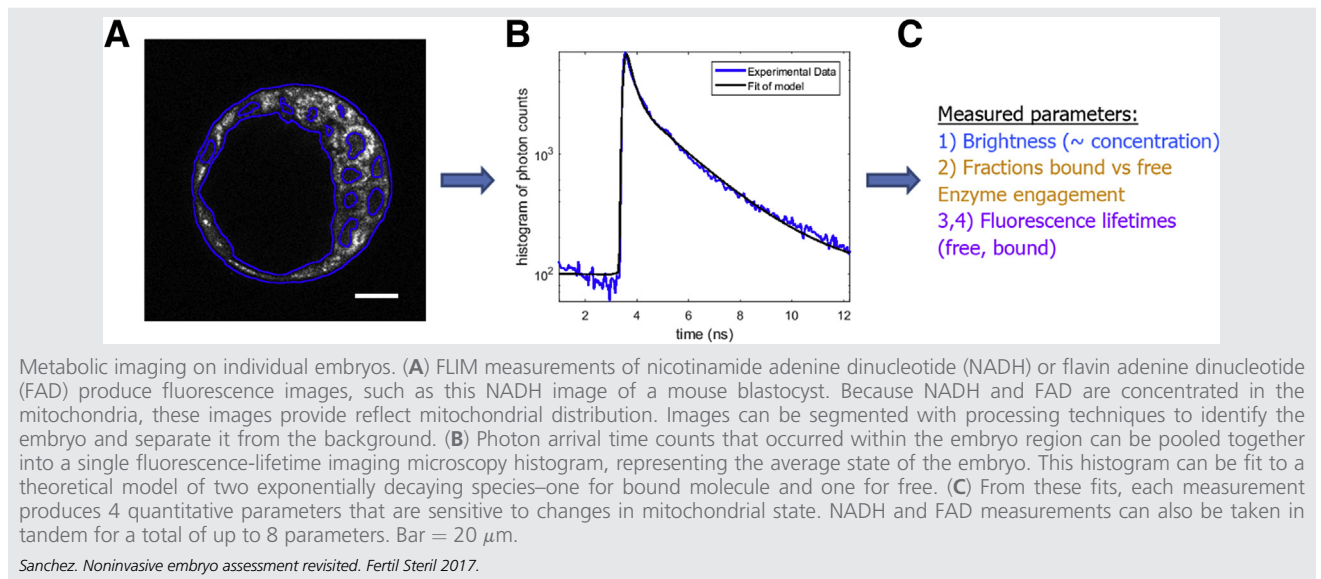 A
B
C
histogram of photon counts
10³
10²
Experimental Data
Fit of model
2
4
6
8
10
12
time (ns)
Measured parameters:
1) Brightness (~ concentration)
2) Fractions bound vs free
Enzyme engagement
3,4) Fluorescence lifetimes
(free, bound)
Metabolic imaging on individual embryos. (A) FLIM measurements of nicotinamide adenine dinucleotide (NADH) or flavin adenine dinucleotide
(FAD) produce fluorescence images, such as this NADH image of a mouse blastocyst. Because NADH and FAD are concentrated in the
mitochondria, these images provide reflect mitochondrial distribution. Images can be segmented with processing techniques to identify the
embryo and separate it from the background. (B) Photon arrival time counts that occurred within the embryo region can be pooled together
into a single fluorescence-lifetime imaging microscopy histogram, representing the average state of the embryo. This histogram can be fit to a
theoretical model of two exponentially decaying species–one for bound molecule and one for free. (C) From these fits, each measurement
produces 4 quantitative parameters that are sensitive to changes in mitochondrial state. NADH and FAD measurements can also be taken in
tandem for a total of up to 8 parameters. Bar = 20 μm.
Sanchez. Noninvasive embryo assessment revisited. Fertil Steril 2017.